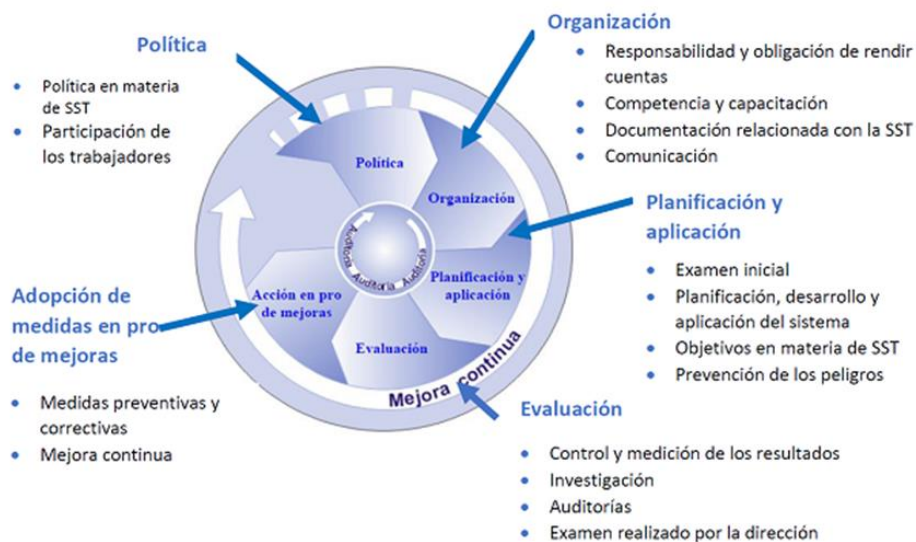 Política
• Política en materia
de SST
• Participación de
los trabajadores
Organización
• Responsabilidad y obligación de rendir
cuentas
• Competencia y capacitación
• Documentación relacionada con la SST
• Comunicación
Planificación y
aplicación
• Examen inicial
• Planificación, desarrollo y
aplicación del sistema
• Objetivos en materia de SST
• Prevención de los peligros
Evaluación
• Control y medición de los resultados
• Investigación
• Auditorías
• Examen realizado por la dirección
Adopción de
medidas en pro
de mejoras
• Medidas preventivas y
correctivas
• Mejora continua
Política
Organización
Planificación y
aplicación
Evaluación
Acción en pro
de mejoras
Auditoría Auditoría Auditoría
Mejora continua